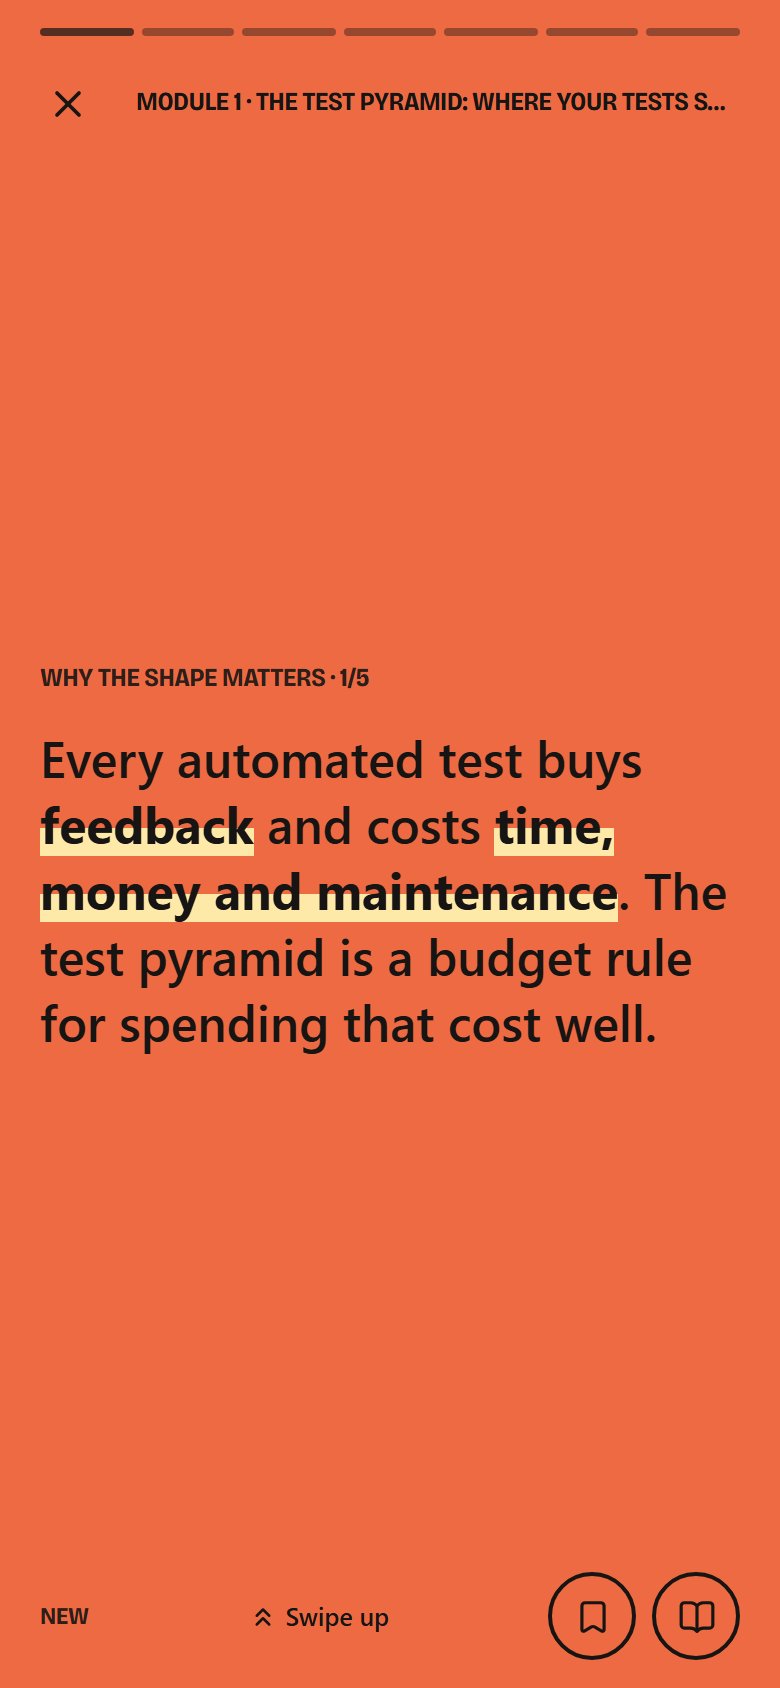 MODULE 1 · THE TEST PYRAMID: WHERE YOUR TESTS S...
WHY THE SHAPE MATTERS · 1/5
Every automated test buys
feedback and costs time,
money and maintenance. The
test pyramid is a budget rule
for spending that cost well.
NEW
Swipe up